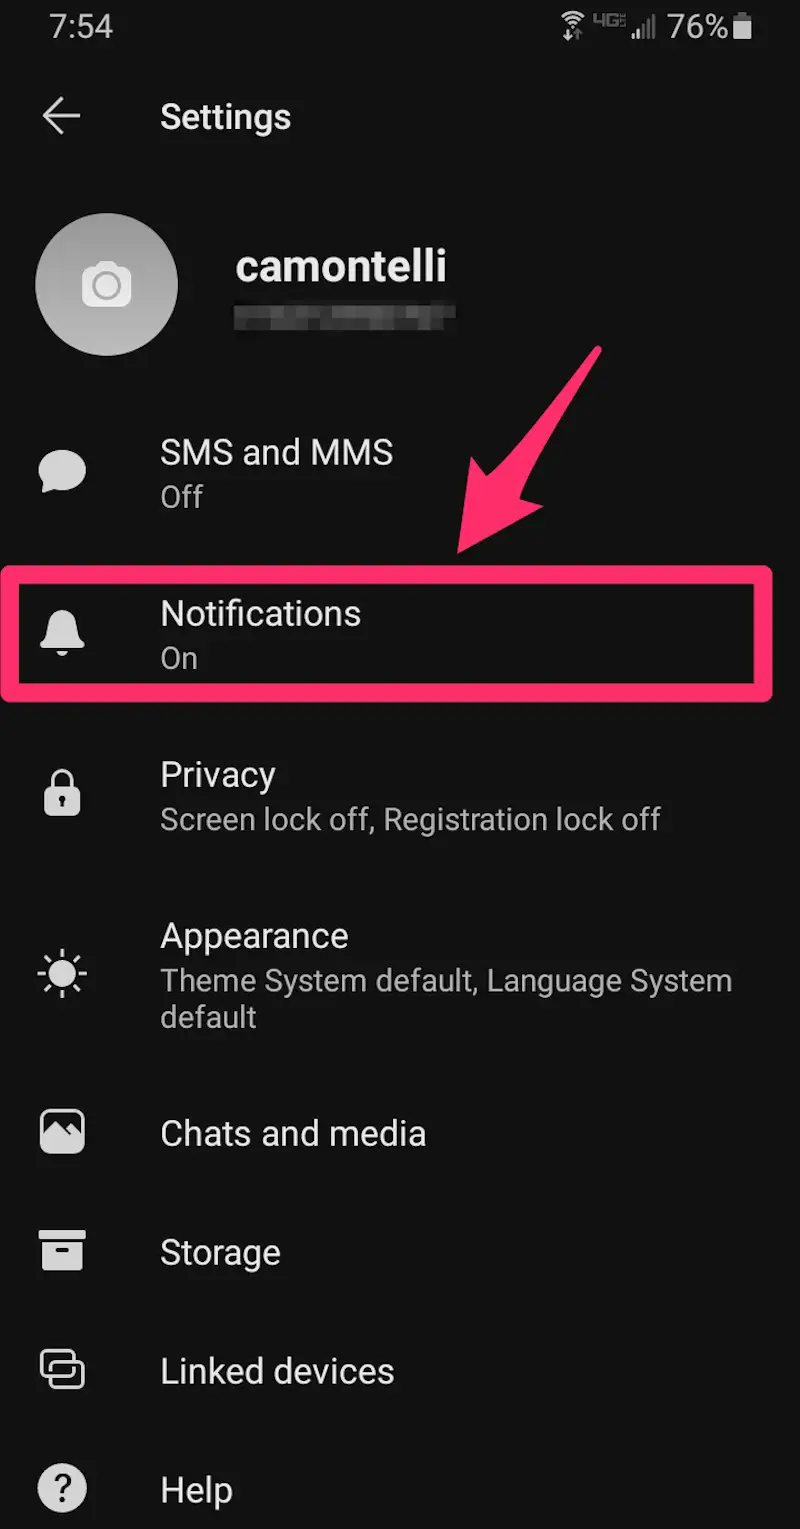 7:54
4G 76%
Settings
camontelli
SMS and MMS
Off
Notifications
On
Privacy
Screen lock off, Registration lock off
Appearance
Theme System default, Language System
default
Chats and media
Storage
Linked devices
Help